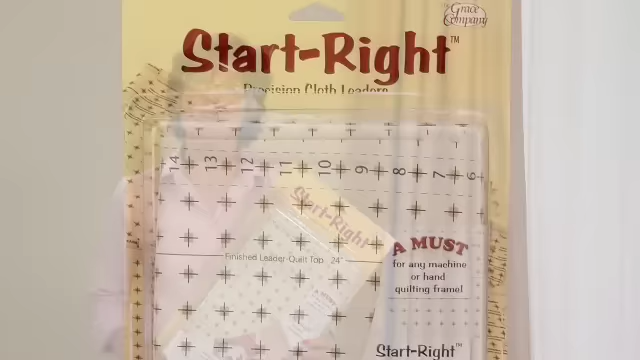 Grace
Company
Start-Right™
Precision Cloth Leaders
14 13 12 11 10 9 8 7 6
Start-Right
A MUST
for any machine
or hand
quilting frame!
Finished Leader-Quilt Top 24"
Start-Right™